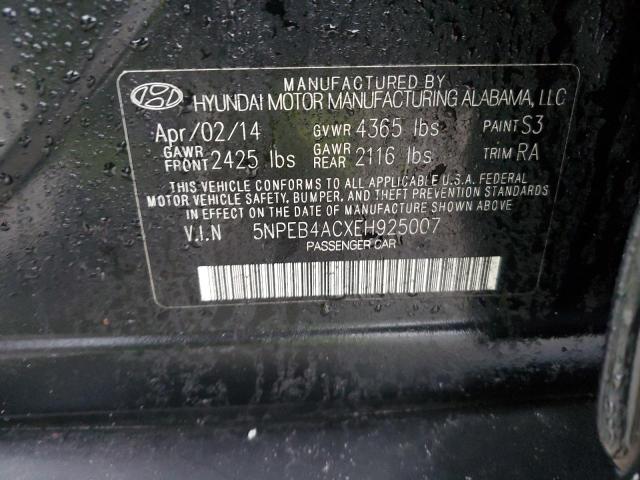 MANUFACTURED BY
HYUNDAI MOTOR MANUFACTURING ALABAMA, LLC
Apr/02/14 GVWR 4365 lbs PAINT S3
GAWR FRONT 2425 lbs GAWR REAR 2116 lbs TRIM RA
THIS VEHICLE CONFORMS TO ALL APPLICABLE U.S.A. FEDERAL
MOTOR VEHICLE SAFETY, BUMPER, AND THEFT PREVENTION STANDARDS
IN EFFECT ON THE DATE OF MANUFACTURE SHOWN ABOVE
V.I.N 5NPEB4ACXEH925007
PASSENGER CAR